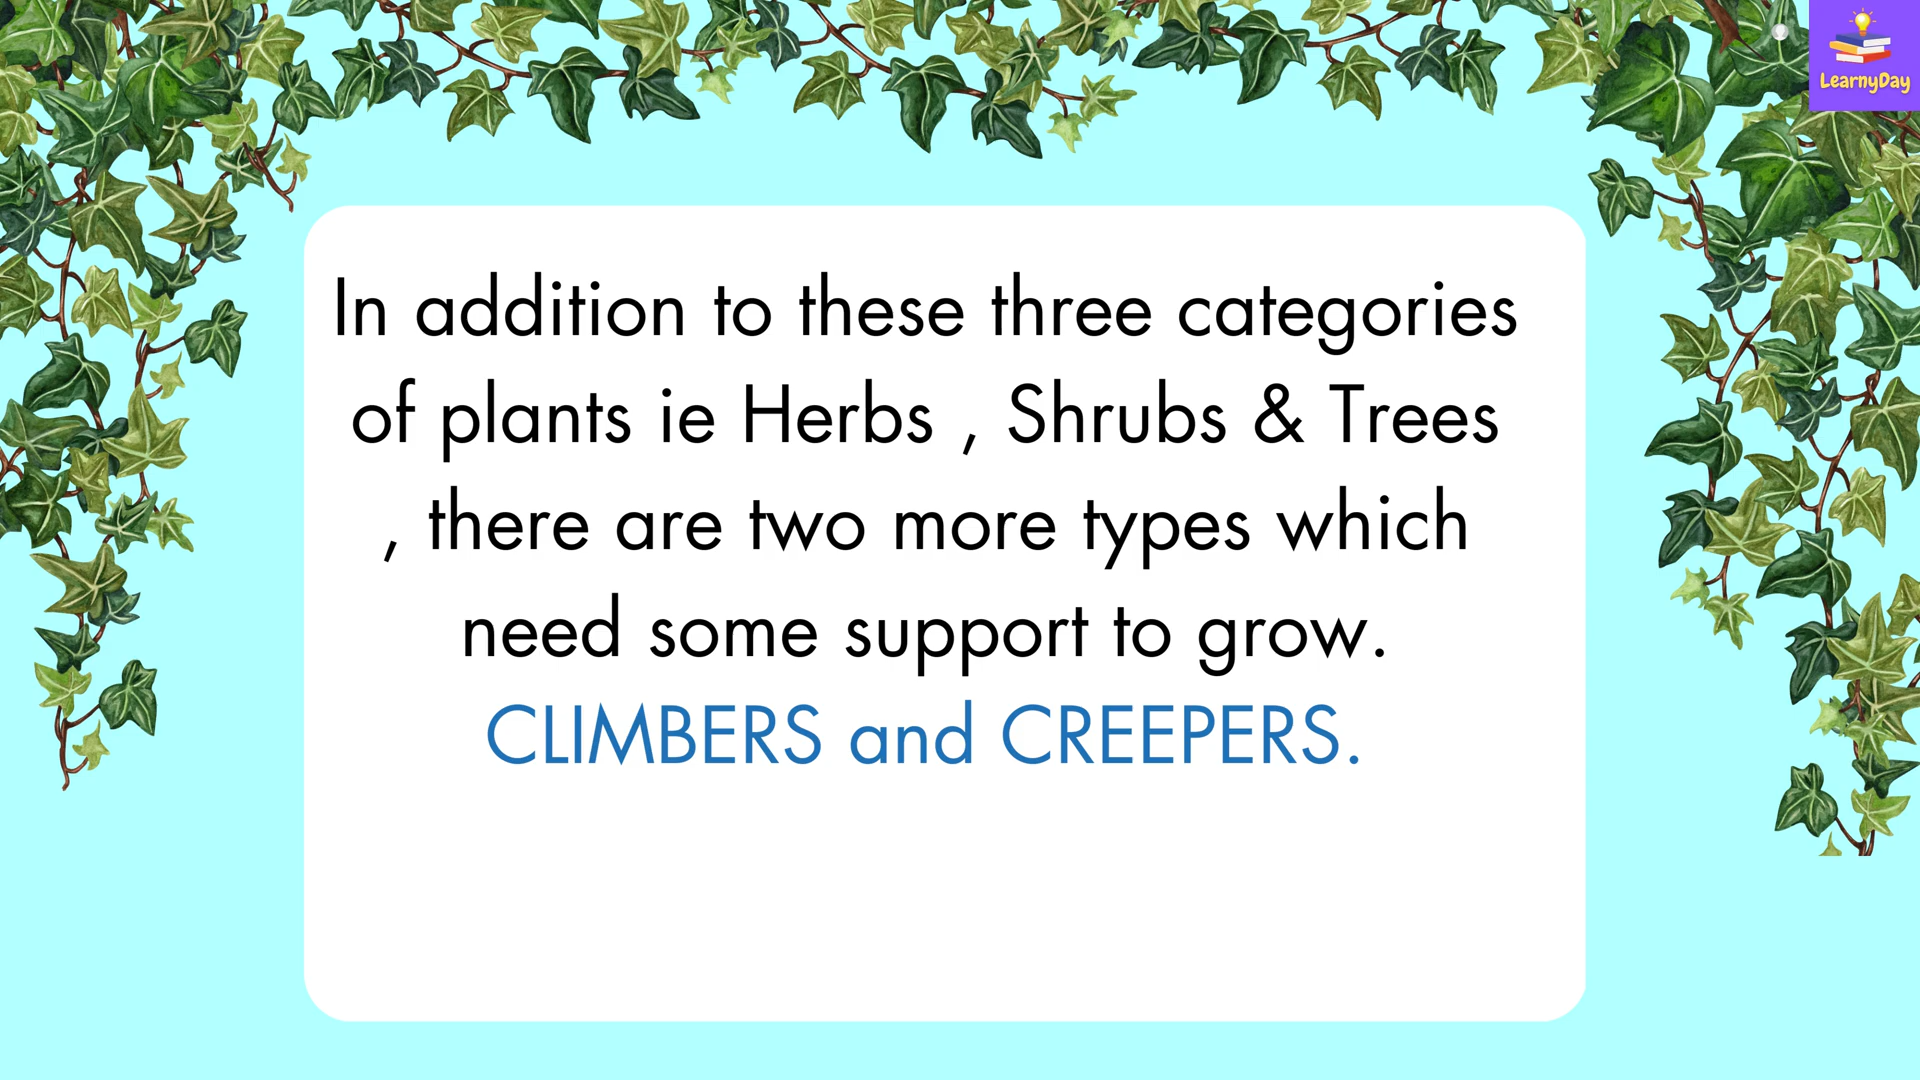 LearnyDay
In addition to these three categories
of plants ie Herbs , Shrubs & Trees
, there are two more types which
need some support to grow.
CLIMBERS and CREEPERS.